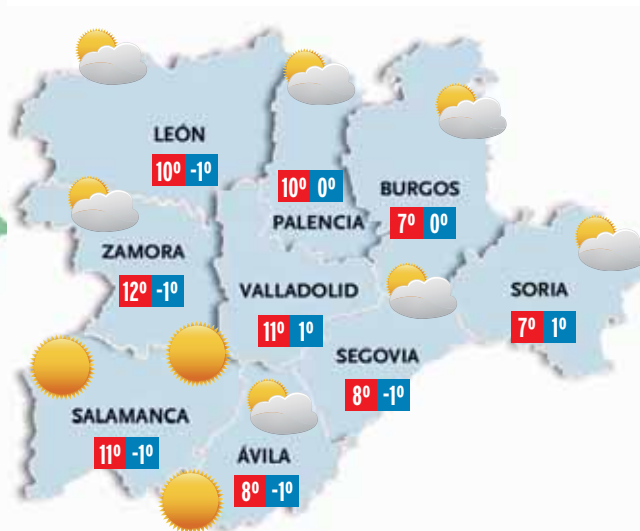 LEÓN
10º -1º
10º 0º
PALENCIA
BURGOS
7º 0º
ZAMORA
12º -1º
VALLADOLID
11º 1º
SORIA
7º 1º
SEGOVIA
8º -1º
SALAMANCA
11º -1º
ÁVILA
8º -1º